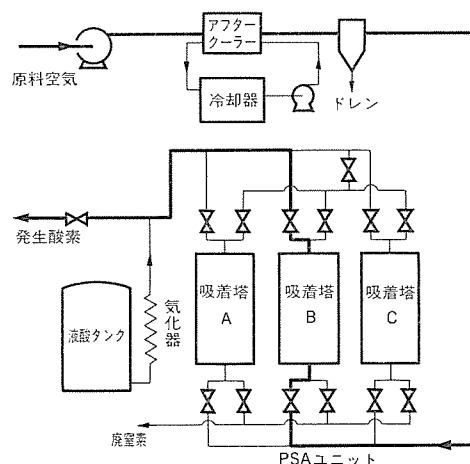 原料空気
アフター
クーラー
冷却器
ドレン
発生酸素
液酸タンク
気化器
吸着塔
A
吸着塔
B
吸着塔
C
廃窒素
PSAユニット